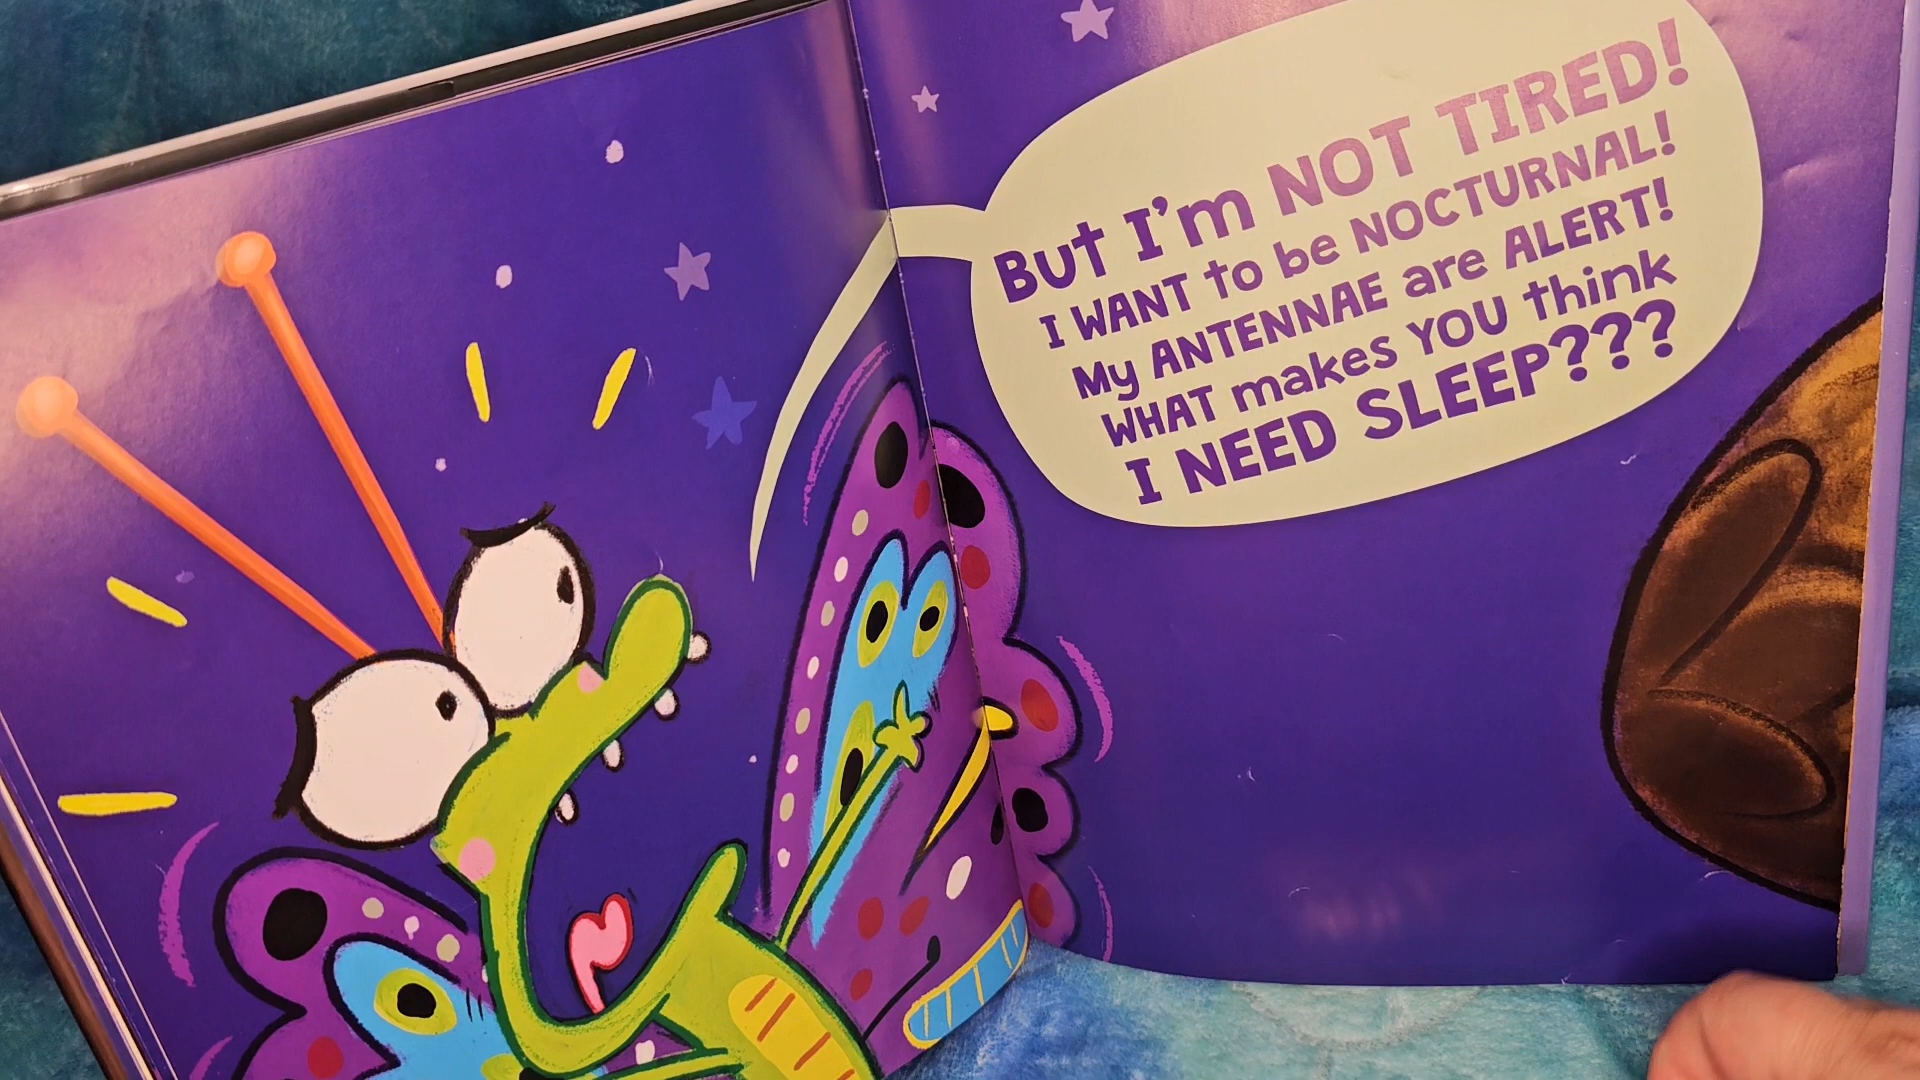 But I'm NOT TIRED!
I WANT to be NOCTURNAL!
My ANTENNAE are ALERT!
WHAT makes YOU think
I NEED SLEEP???